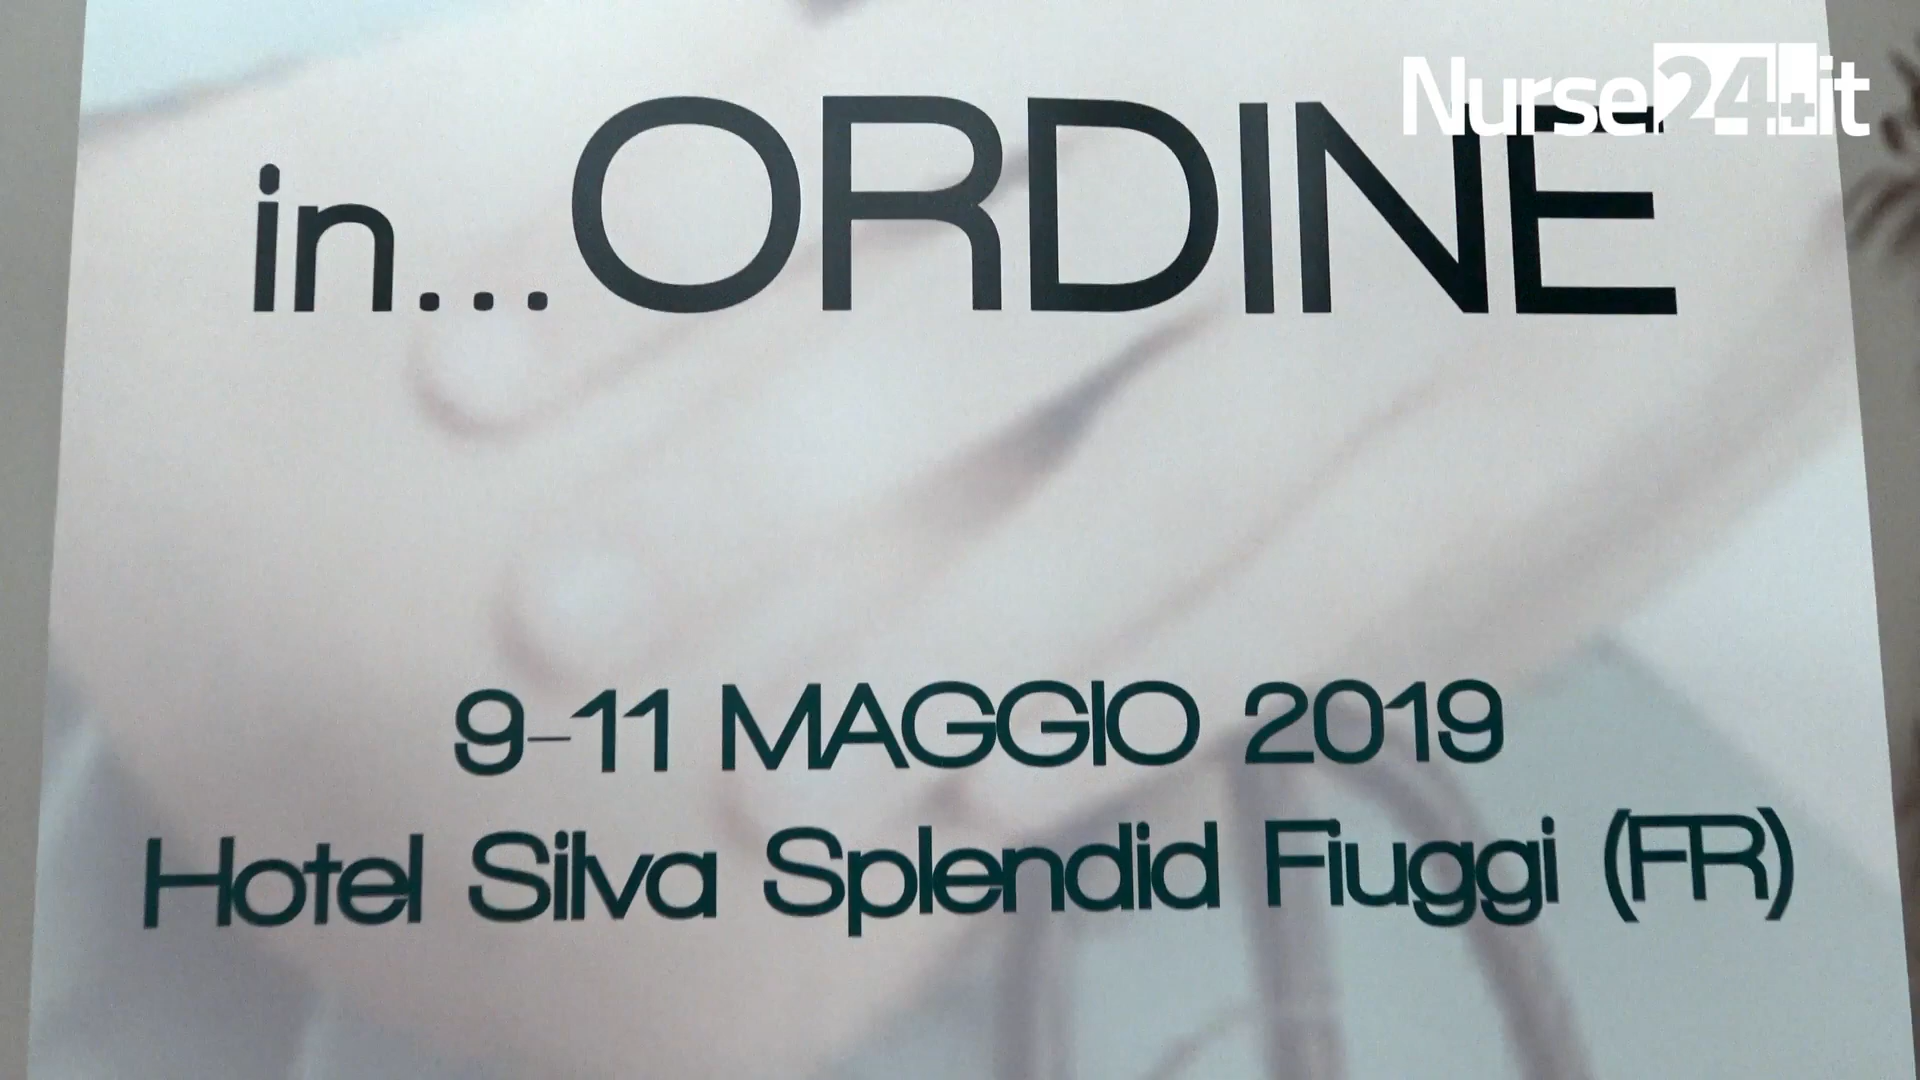 Nurse24.it
in...ORDINE
9-11 MAGGIO 2019
Hotel Silva Splendid Fiuggi (FR)